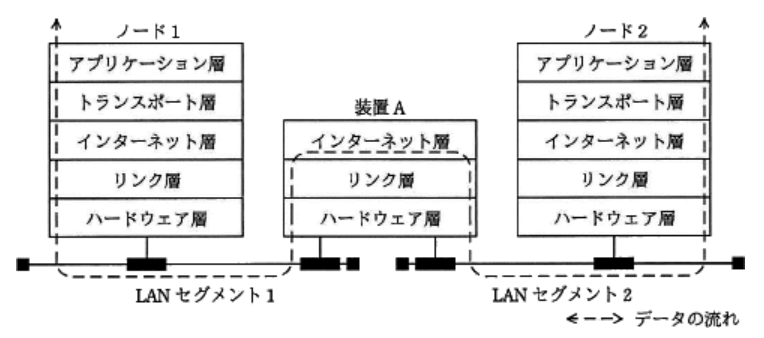 ノード1
アプリケーション層
トランスポート層
インターネット層
リンク層
ハードウェア層
装置A
インターネット層
リンク層
ハードウェア層
ノード2
アプリケーション層
トランスポート層
インターネット層
リンク層
ハードウェア層
LANセグメント1
LANセグメント2
データの流れ